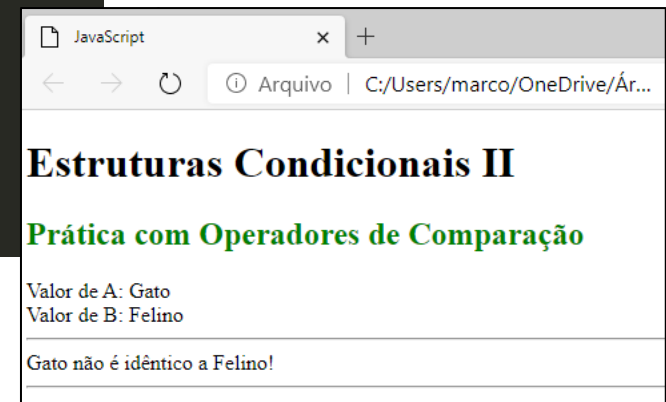 JavaScript
Arquivo | C:/Users/marco/OneDrive/Ár...
Estruturas Condicionais II
Prática com Operadores de Comparação
Valor de A: Gato
Valor de B: Felino
Gato não é idêntico a Felino!